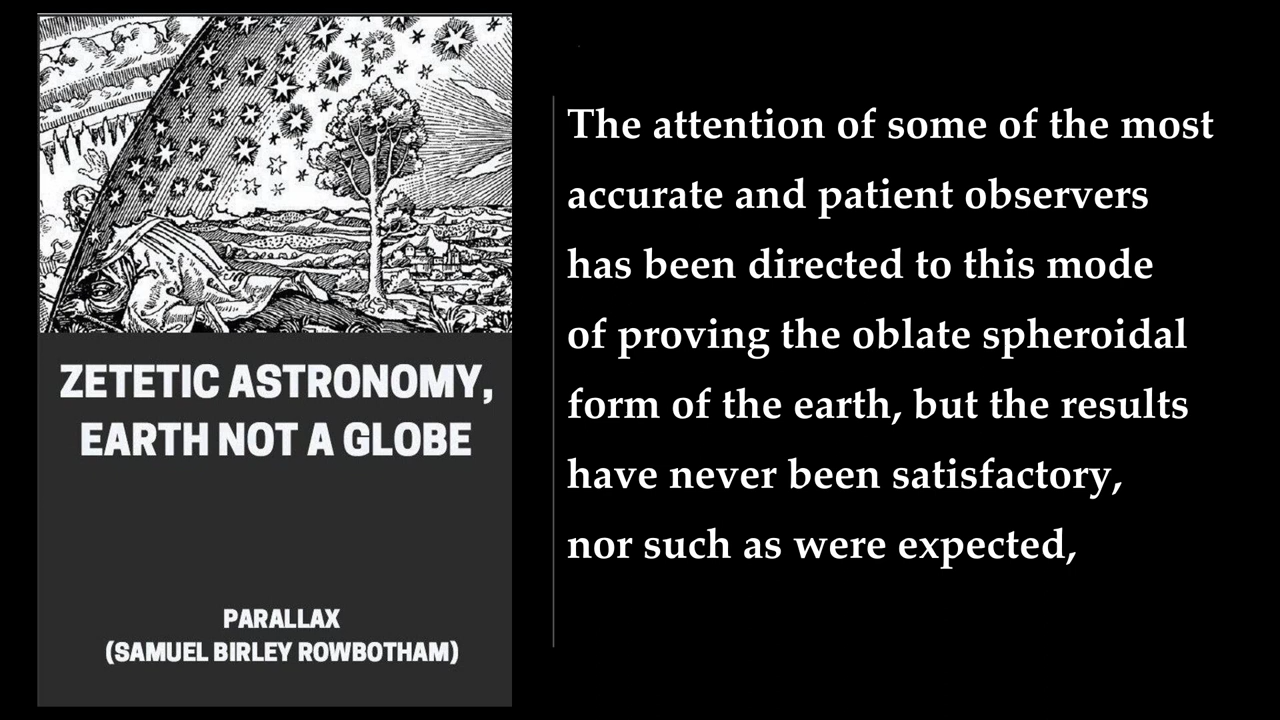 ZETETIC ASTRONOMY,
EARTH NOT A GLOBE
PARALLAX
(SAMUEL BIRLEY ROWBOTHAM)
The attention of some of the most
accurate and patient observers
has been directed to this mode
of proving the oblate spheroidal
form of the earth, but the results
have never been satisfactory,
nor such as were expected,